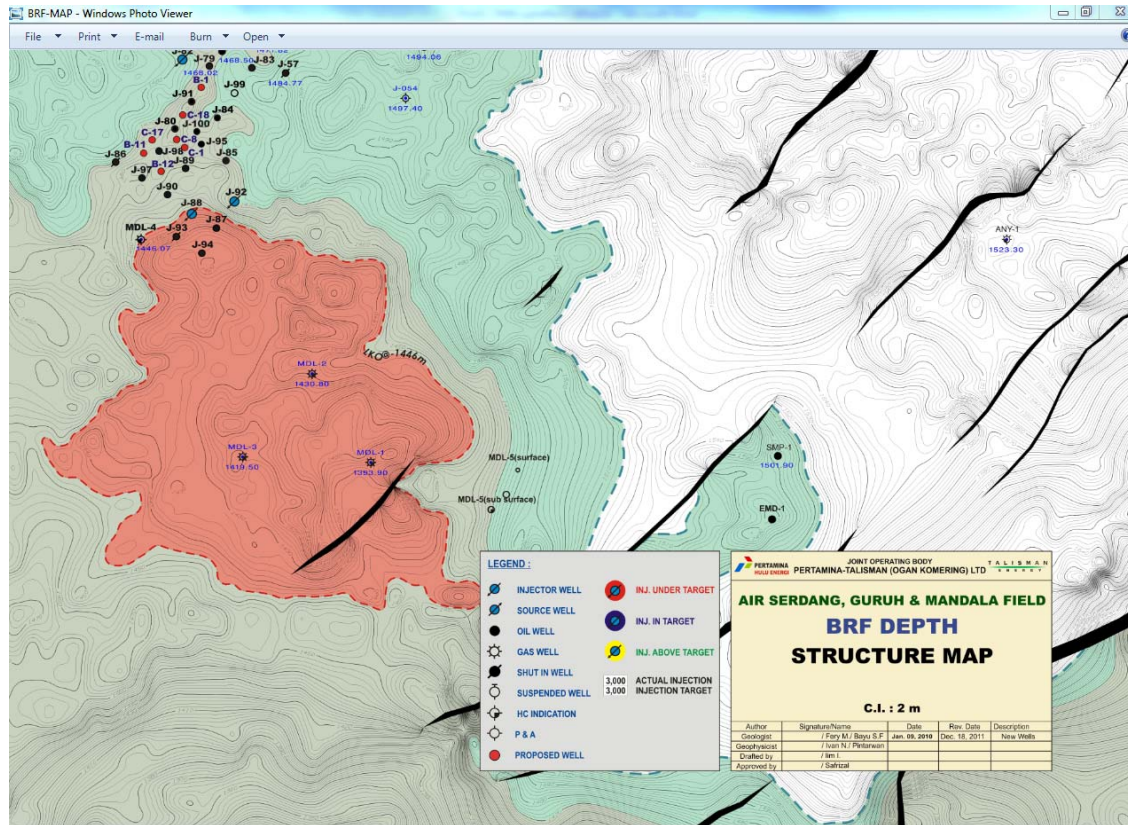 BRF-MAP - Windows Photo Viewer
File Print E-mail Burn Open
J-79
1468.50
J-83
1484.06
1468.02
J-57
1484.77
B-1
J-99
J-054
1497.40
J-91
C-18
J-84
J-80
J-100
C-17
C-8
J-95
B-11
J-98
C-1
J-86
J-89
J-85
J-97
B-12
J-90
J-92
J-88
MDL-4
J-93
J-87
1446.07
J-94
ANY-1
1523.30
LKO@-1446m
MDL-2
1430.80
MDL-3
1419.50
MDL-1
1393.90
MDL-5(surface)
MDL-5(sub surface)
SMP-1
1501.90
EMD-1
LEGEND :
INJECTOR WELL
SOURCE WELL
OIL WELL
GAS WELL
SHUT IN WELL
SUSPENDED WELL
HC INDICATION
P & A
PROPOSED WELL
INJ. UNDER TARGET
INJ. IN TARGET
INJ. ABOVE TARGET
3,000 ACTUAL INJECTION
3,000 INJECTION TARGET
PERTAMINA
HULU ENERGI
JOINT OPERATING BODY
PERTAMINA-TALISMAN (OGAN KOMERING) LTD
TALISMAN
ENERGY
AIR SERDANG, GURUH & MANDALA FIELD
BRF DEPTH
STRUCTURE MAP
C.I. : 2 m
Author Signature/Name Date Rev. Date Description
Geologist / Fery M./ Bayu S.F Jan. 09. 2010 Dec. 18, 2011 New Wells
Geophysicist / Ivan N./ Pintarwan
Drafted by / Iim I.
Approved by / Safrizal